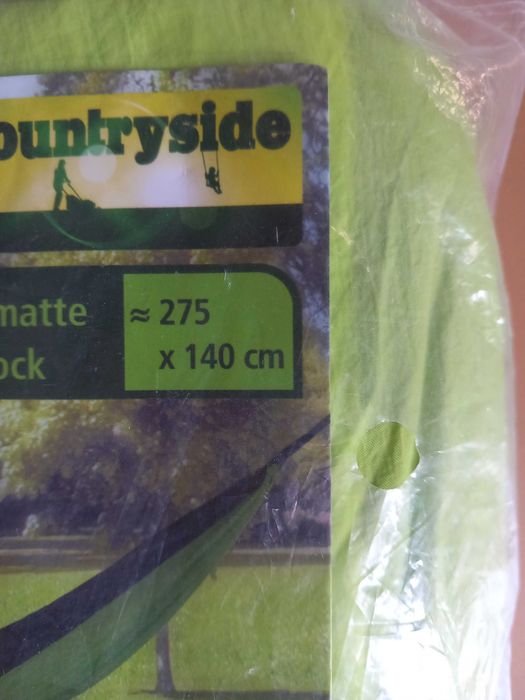 ountryside
matte ≈ 275
ock x 140 cm